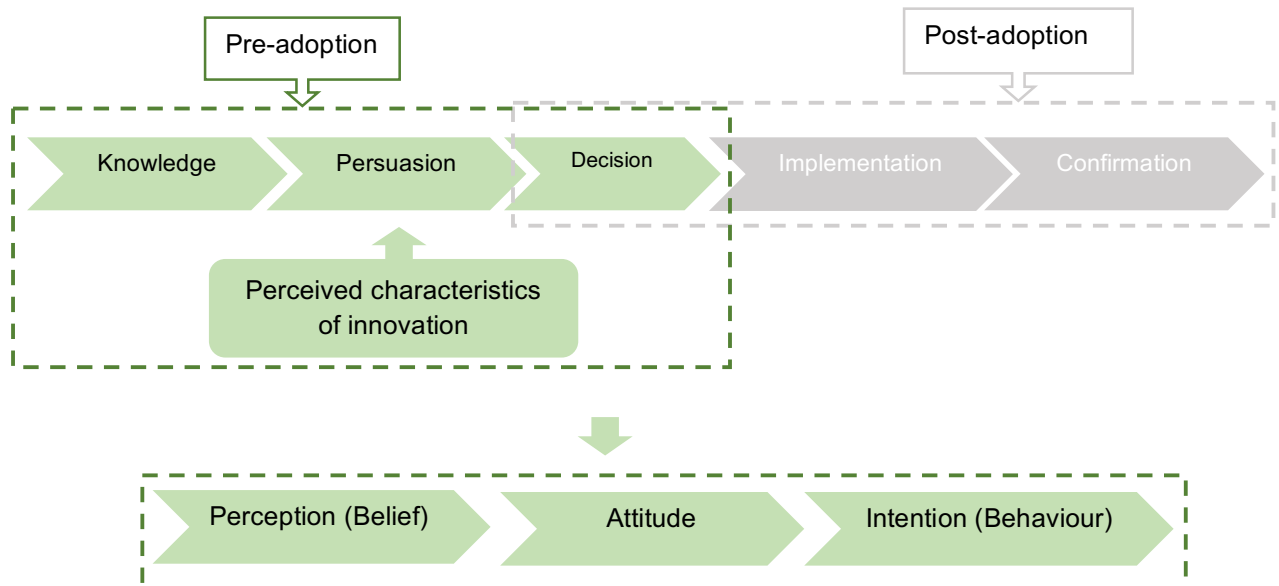 Pre-adoption
Post-adoption
Knowledge
Persuasion
Decision
Implementation
Confirmation
Perceived characteristics
of innovation
Perception (Belief)
Attitude
Intention (Behaviour)